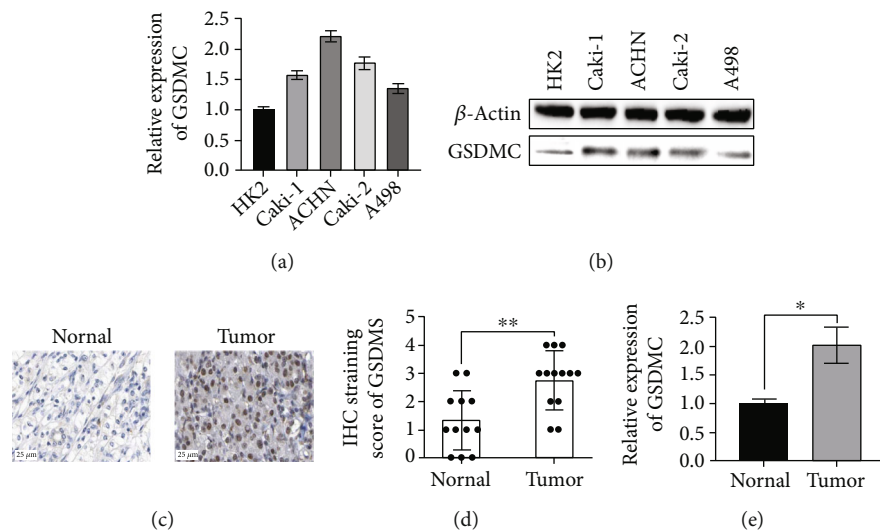 Relative expression
of GSDMC
2.5
2.0
1.5
1.0
0.5
0.0
HK2
Caki-1
ACHN
Caki-2
A498
(a)
HK2
Caki-1
ACHN
Caki-2
A498
β-Actin
GSDMC
(b)
Nornal
Tumor
25 μm
25 μm
(c)
IHC straining
score of GSDMS
5
4
3
2
1
0
**
Nornal
Tumor
(d)
Relative expression
of GSDMC
2.5
2.0
1.5
1.0
0.5
0.0
*
Nornal
Tumor
(e)